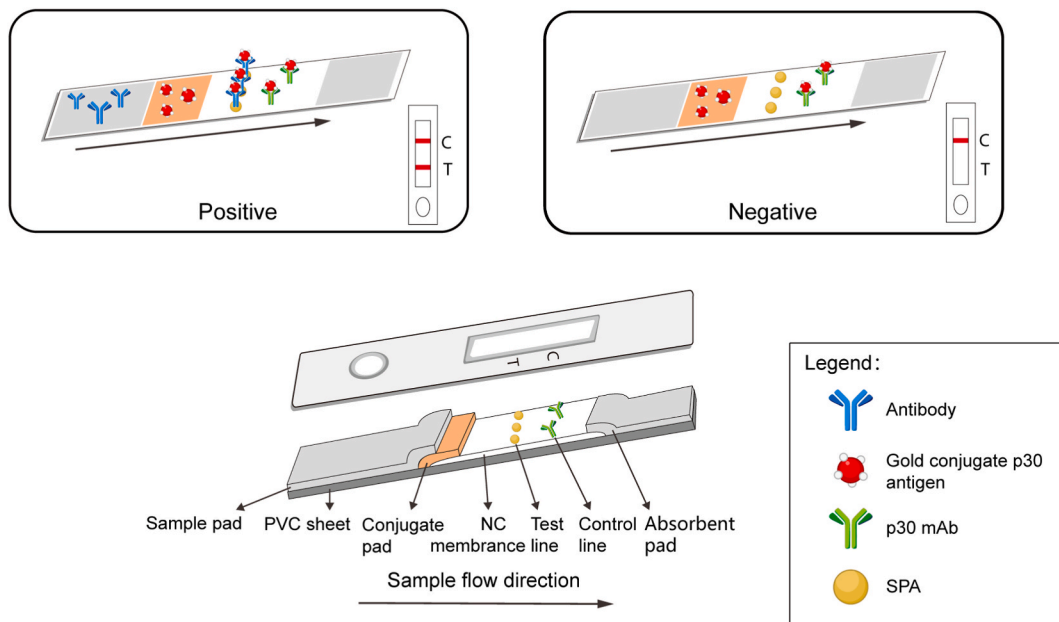 C
T
Positive
C
T
Negative
C
T
Sample pad
PVC sheet
Conjugate
pad
NC
membrance
Test
line
Control
line
Absorbent
pad
Sample flow direction
Legend:
Antibody
Gold conjugate p30
antigen
p30 mAb
SPA